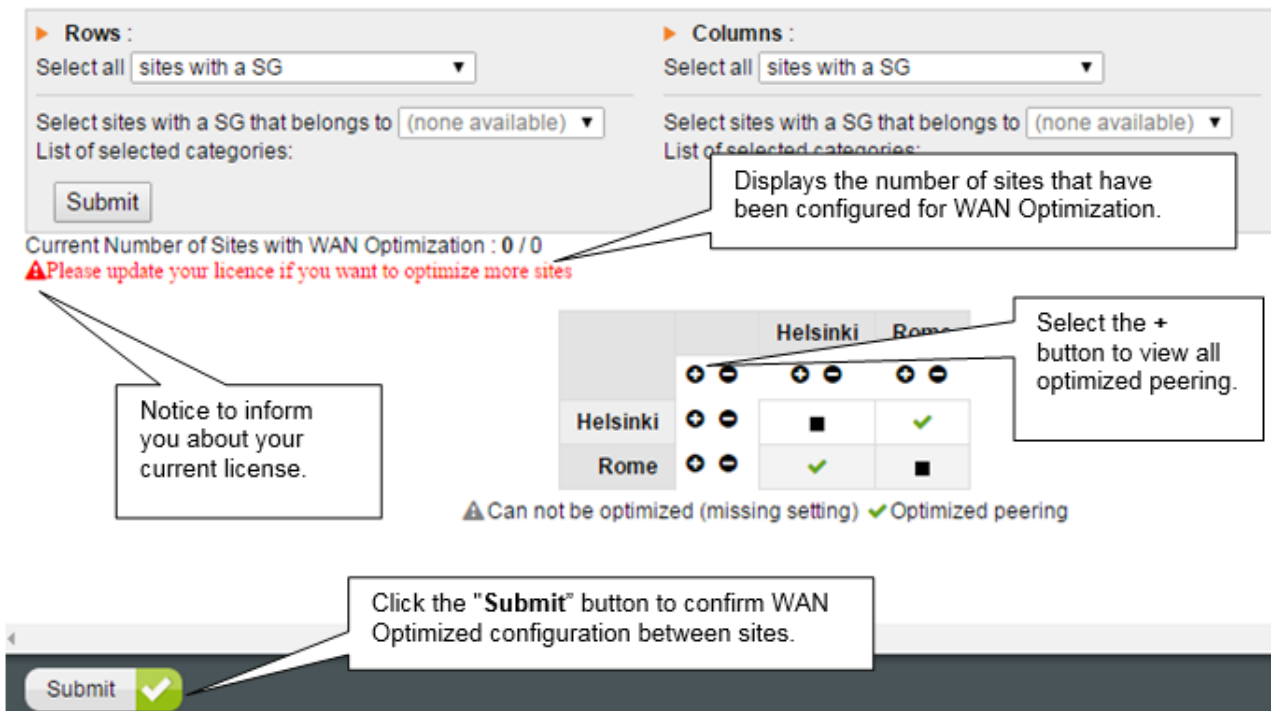 Rows :
Select all sites with a SG
Select sites with a SG that belongs to (none available)
List of selected categories:
Submit
Columns :
Select all sites with a SG
Select sites with a SG that belongs to (none available)
List of selected categories:
Displays the number of sites that have
been configured for WAN Optimization.
Current Number of Sites with WAN Optimization : 0 / 0
Please update your licence if you want to optimize more sites
Notice to inform
you about your
current license.
Helsinki Rome
Helsinki
Rome
Select the +
button to view all
optimized peering.
Can not be optimized (missing setting) Optimized peering
Click the "Submit" button to confirm WAN
Optimized configuration between sites.
Submit